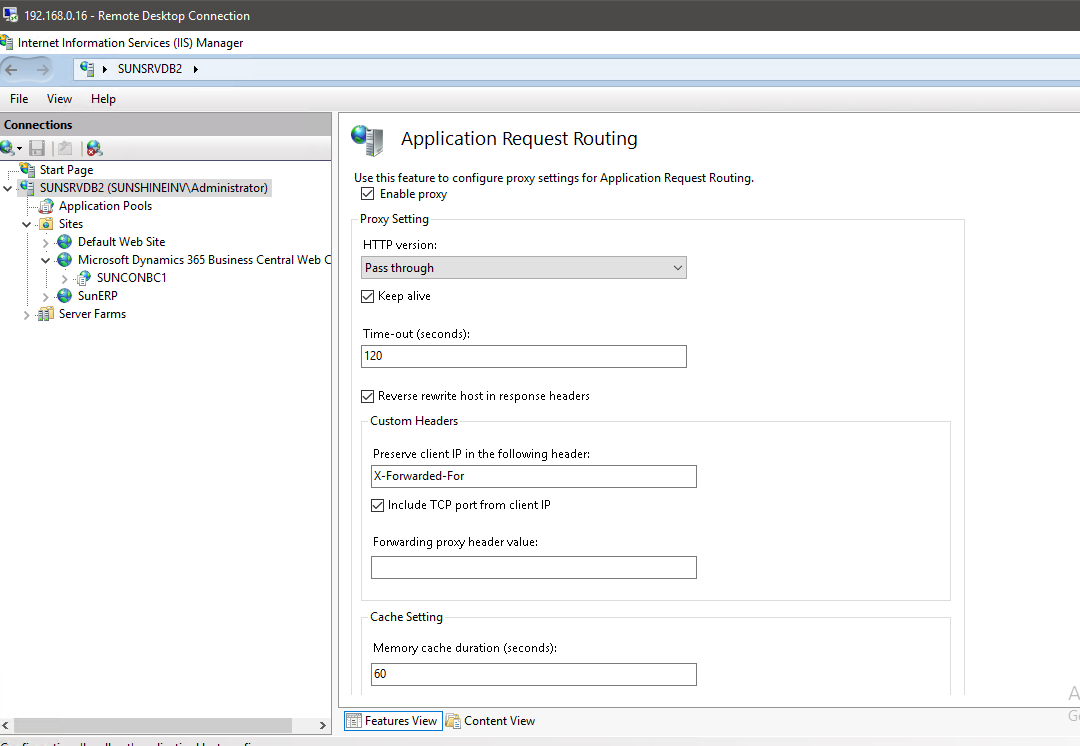 192.168.0.16 - Remote Desktop Connection
Internet Information Services (IIS) Manager
SUNSRVDB2
File View Help
Connections
Start Page
SUNSRVDB2 (SUNSHINEINV\Administrator)
Application Pools
Sites
Default Web Site
Microsoft Dynamics 365 Business Central Web C
SUNCONBC1
SunERP
Server Farms
Application Request Routing
Use this feature to configure proxy settings for Application Request Routing.
Enable proxy
Proxy Setting
HTTP version:
Pass through
Keep alive
Time-out (seconds):
120
Reverse rewrite host in response headers
Custom Headers
Preserve client IP in the following header:
X-Forwarded-For
Include TCP port from client IP
Forwarding proxy header value:
Cache Setting
Memory cache duration (seconds):
60
Features View
Content View